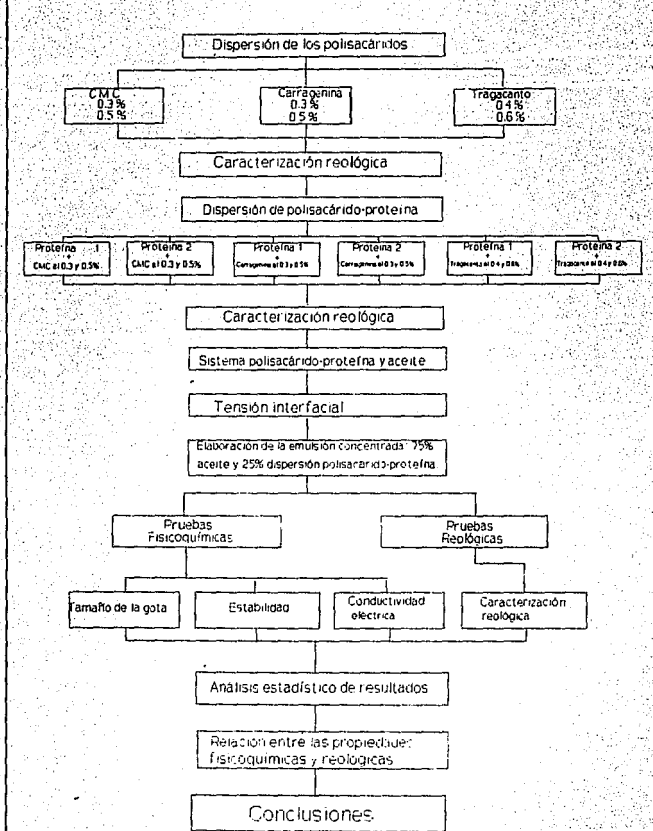 Dispersión de los polisacáridos
CMC
0.3 %
0.5 %
Carragenina
0.3 %
0.5 %
Tragacanto
0.4 %
0.6 %
Caracterización reológica
Dispersión de polisacárido-proteína
Proteína 1
+
CMC al 0.3 y 0.5%
Proteína 2
+
CMC al 0.3 y 0.5%
Proteína 1
+
Carragenina al 0.3 y 0.5%
Proteína 2
+
Carragenina al 0.3 y 0.5%
Proteína 1
+
Tragacanto al 0.4 y 0.6%
Proteína 2
+
Tragacanto al 0.4 y 0.6%
Caracterización reológica
Sistema polisacárido-proteína y aceite
Tensión interfacial
Elaboración de la emulsión concentrada: 75%
aceite y 25% dispersión polisacarido-proteína.
Pruebas
Fisicoquímicas
Pruebas
Reológicas
Tamaño de la gota
Estabilidad
Conductividad
eléctrica
Caracterización
reológica
Análisis estadístico de resultados
Relación entre las propiedades
fisicoquímicas y reológicas
Conclusiones.